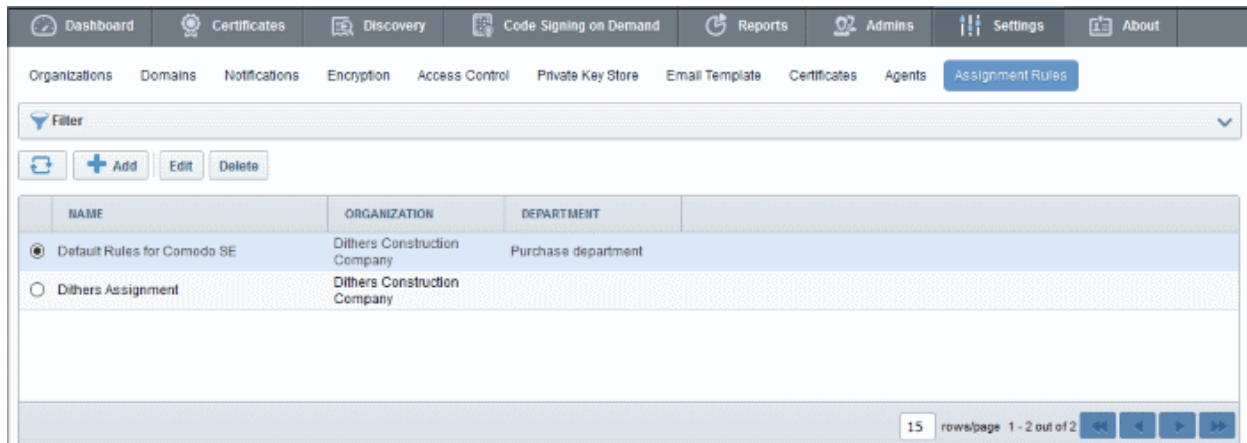 Dashboard Certificates Discovery Code Signing on Demand Reports Admins Settings About
Organizations Domains Notifications Encryption Access Control Private Key Store Email Template Certificates Agents Assignment Rules
Filter
Add Edit Delete
NAME ORGANIZATION DEPARTMENT
Default Rules for Comodo SE Dithers Construction Company Purchase department
Dithers Assignment Dithers Construction Company
15 rows/page 1 - 2 out of 2